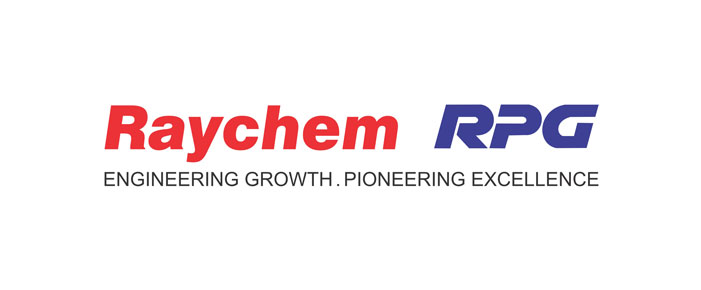 Raychem RPG
ENGINEERING GROWTH. PIONEERING EXCELLENCE